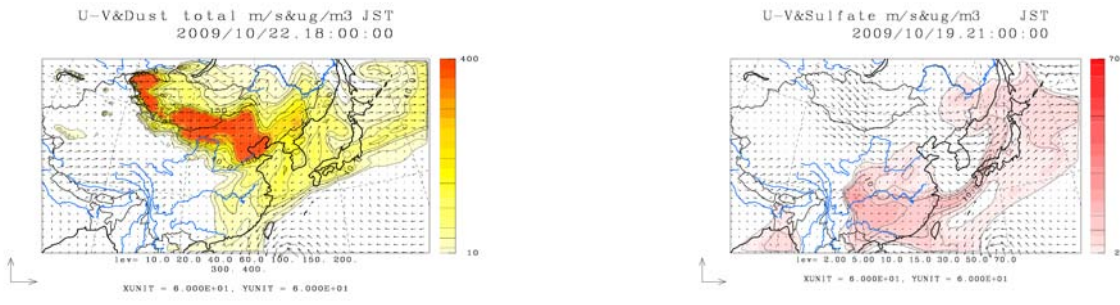 U-V&Dust total m/s&ug/m3 JST
2009/10/22.18:00:00
400
10
lev= 10.0 20.0 40.0 60.0 100. 150. 200.
300. 400.
XUNIT = 6.000E+01, YUNIT = 6.000E+01
U-V&Sulfate m/s&ug/m3 JST
2009/10/19.21:00:00
70
2
lev= 2.00 5.00 10.0 15.0 30.0 50.0 70.0
XUNIT = 6.000E+01, YUNIT = 6.000E+01